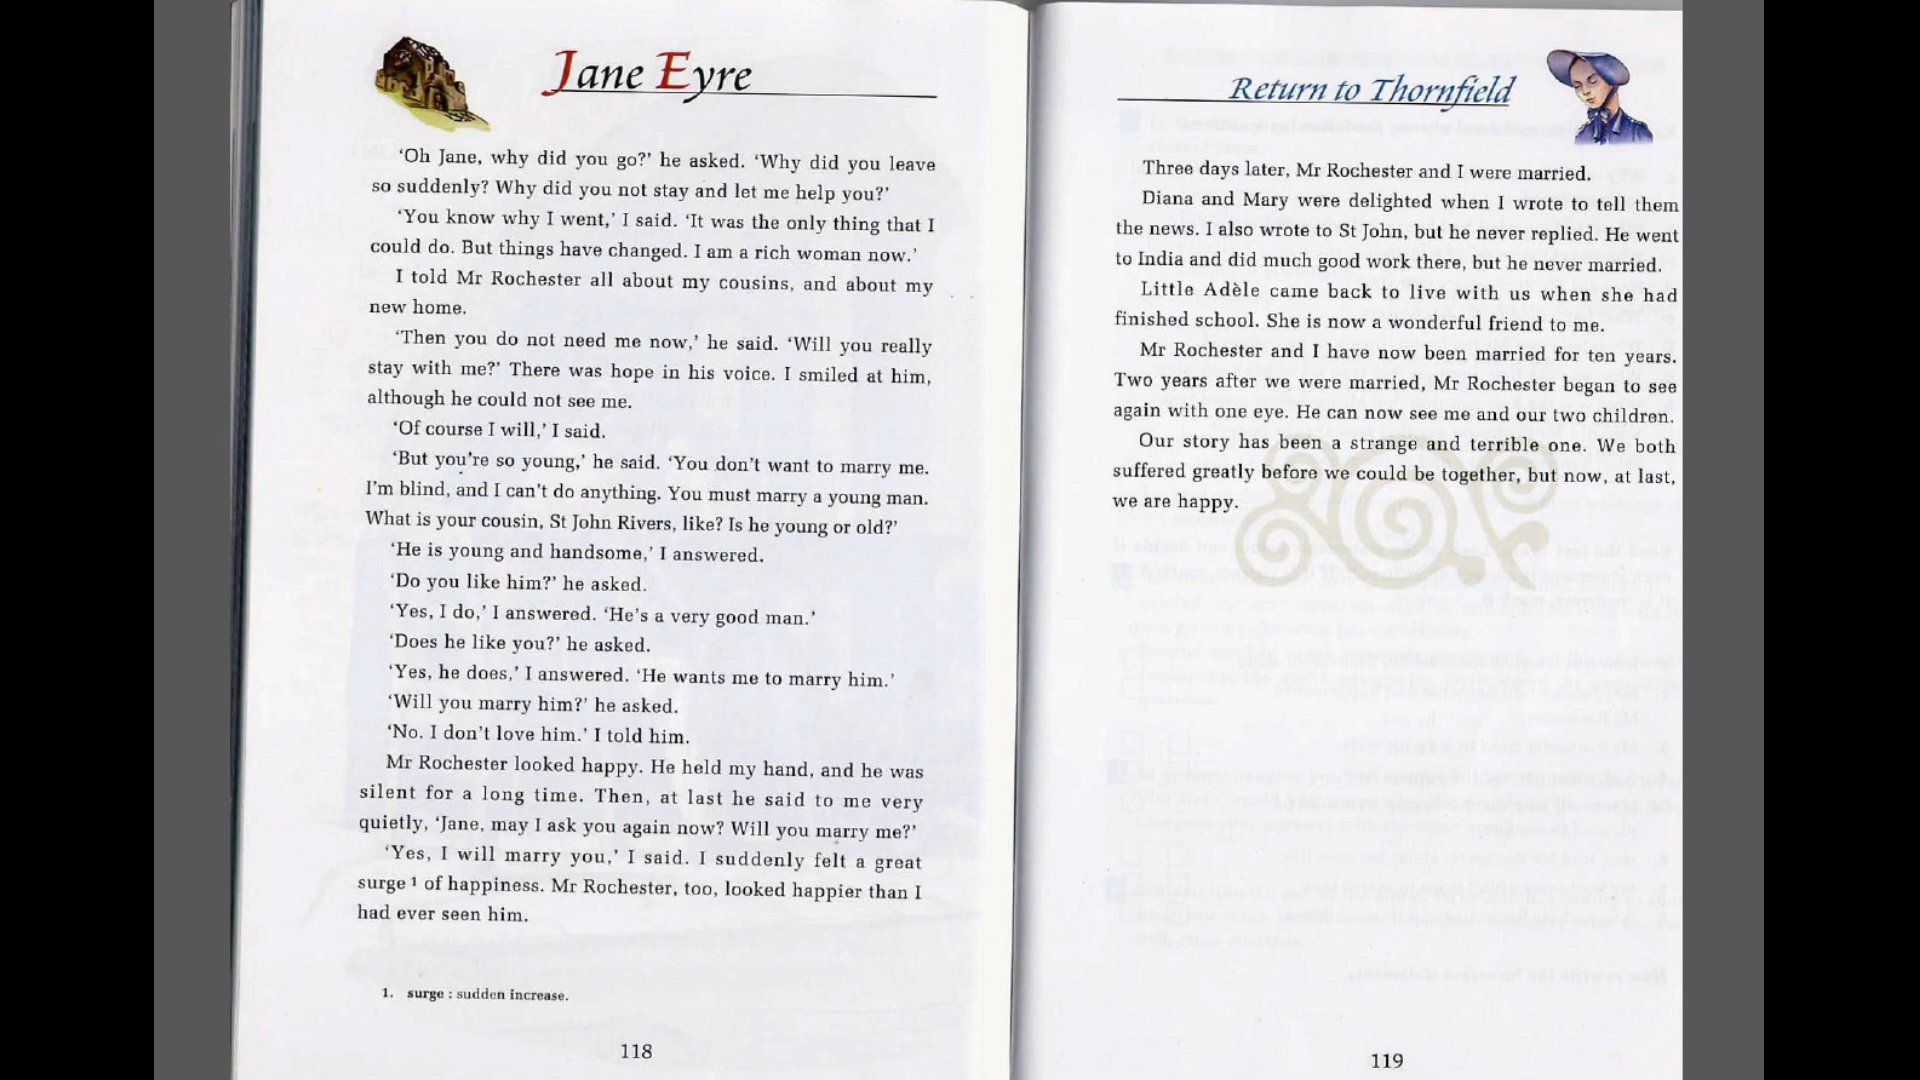 Jane Eyre
‘Oh Jane, why did you go?’ he asked. ‘Why did you leave
so suddenly? Why did you not stay and let me help you?’
‘You know why I went,’ I said. ‘It was the only thing that I
could do. But things have changed. I am a rich woman now.’
I told Mr Rochester all about my cousins, and about my
new home.
‘Then you do not need me now,’ he said. ‘Will you really
stay with me?’ There was hope in his voice. I smiled at him,
although he could not see me.
‘Of course I will,’ I said.
‘But you’re so young,’ he said. ‘You don’t want to marry me.
I’m blind, and I can’t do anything. You must marry a young man.
What is your cousin, St John Rivers, like? Is he young or old?’
‘He is young and handsome,’ I answered.
‘Do you like him?’ he asked.
‘Yes, I do,’ I answered. ‘He’s a very good man.’
‘Does he like you?’ he asked.
‘Yes, he does,’ I answered. ‘He wants me to marry him.’
‘Will you marry him?’ he asked.
‘No. I don’t love him.’ I told him.
Mr Rochester looked happy. He held my hand, and he was
silent for a long time. Then, at last he said to me very
quietly, ‘Jane, may I ask you again now? Will you marry me?’
‘Yes, I will marry you,’ I said. I suddenly felt a great
surge 1 of happiness. Mr Rochester, too, looked happier than I
had ever seen him.
1. surge : sudden increase.
118
Return to Thornfield
Three days later, Mr Rochester and I were married.
Diana and Mary were delighted when I wrote to tell them
the news. I also wrote to St John, but he never replied. He went
to India and did much good work there, but he never married.
Little Adèle came back to live with us when she had
finished school. She is now a wonderful friend to me.
Mr Rochester and I have now been married for ten years.
Two years after we were married, Mr Rochester began to see
again with one eye. He can now see me and our two children.
Our story has been a strange and terrible one. We both
suffered greatly before we could be together, but now, at last,
we are happy.
119